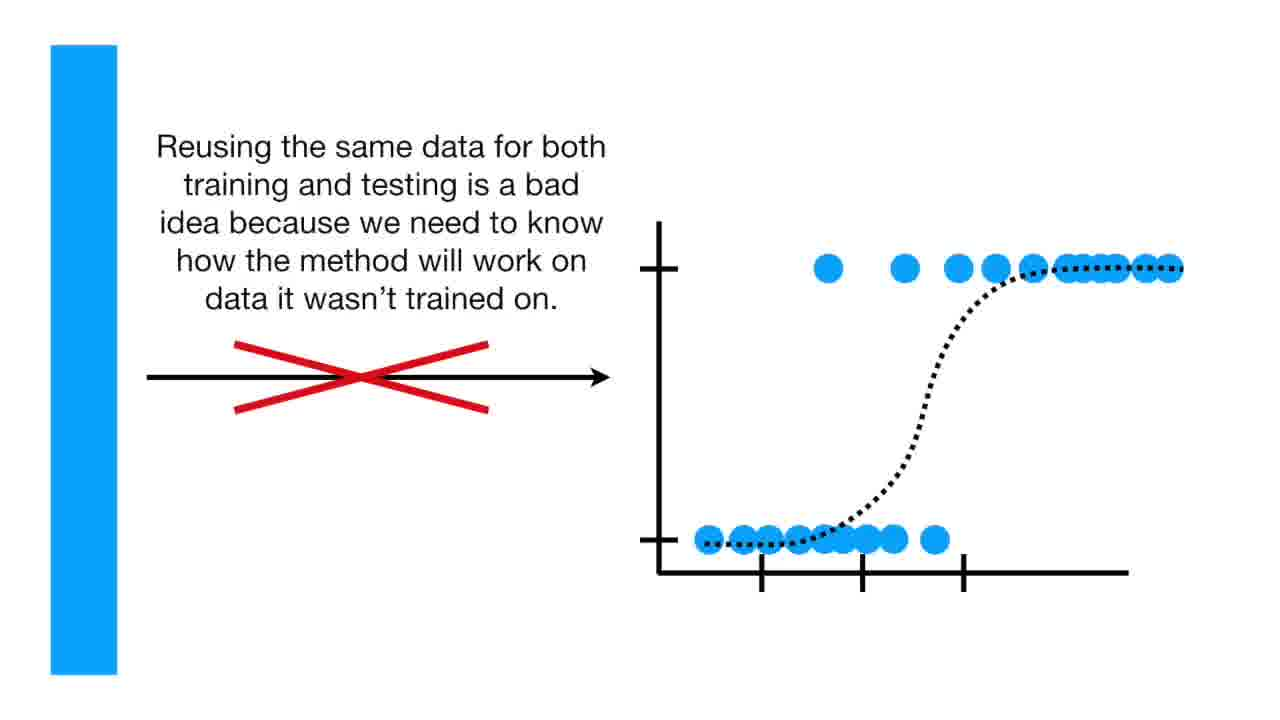 Reusing the same data for both
training and testing is a bad
idea because we need to know
how the method will work on
data it wasn’t trained on.